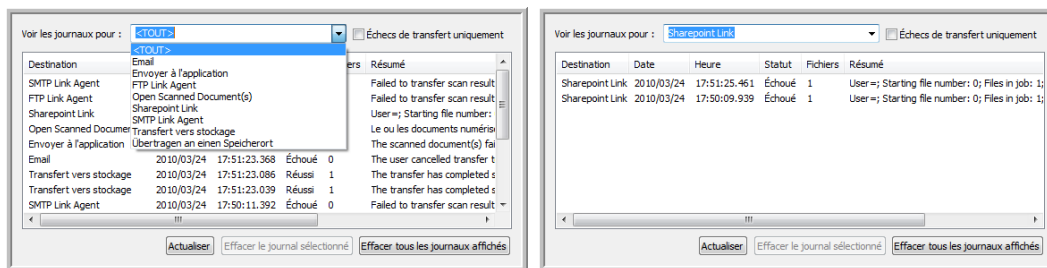 Voir les journaux pour : <TOUT> Échecs de transfert uniquement
<TOUT>
Email
Envoyer à l'application
FTP Link Agent
Open Scanned Document(s)
Sharepoint Link
SMTP Link Agent
Transfert vers stockage
Übertragen an einen Speicherort
Destination Résumé
SMTP Link Agent Failed to transfer scan result
FTP Link Agent Failed to transfer scan result
Sharepoint Link User=; Starting file number:
Open Scanned Le ou les documents numéris
Envoyer à l'application The scanned document(s) fai
Email 2010/03/24 17:51:23.368 Échoué 0 The user cancelled transfer t
Transfert vers stockage 2010/03/24 17:51:23.086 Réussi 1 The transfer has completed s
Transfert vers stockage 2010/03/24 17:51:23.039 Réussi 1 The transfer has completed s
SMTP Link Agent 2010/03/24 17:50:11.392 Échoué 0 Failed to transfer scan result
Actualiser Effacer le journal sélectionné Effacer tous les journaux affichés
Voir les journaux pour : Sharepoint Link Échecs de transfert uniquement
Destination Date Heure Statut Fichiers Résumé
Sharepoint Link 2010/03/24 17:51:25.461 Échoué 1 User=; Starting file number: 0; Files in job: 1;
Sharepoint Link 2010/03/24 17:50:09.939 Échoué 1 User=; Starting file number: 0; Files in job: 1;
Actualiser Effacer le journal sélectionné Effacer tous les journaux affichés